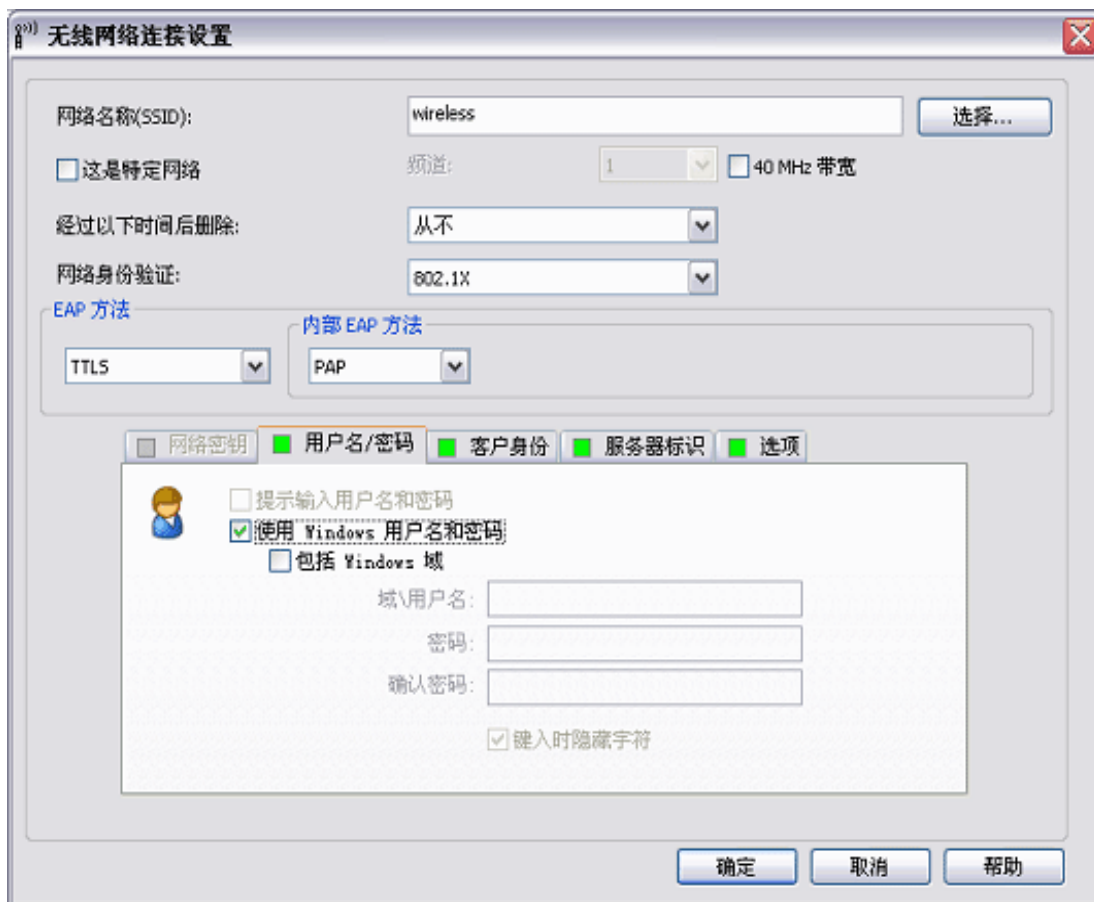 无线网络连接设置
网络名称(SSID): wireless 选择...
这是特定网络 频道: 1 40 MHz 带宽
经过以下时间后删除: 从不
网络身份验证: 802.1X
EAP 方法
内部 EAP 方法
TTLS PAP
网络密钥 用户名/密码 客户身份 服务器标识 选项
提示输入用户名和密码
使用 Windows 用户名和密码
包括 Windows 域
域\用户名:
密码:
确认密码:
键入时隐藏字符
确定 取消 帮助